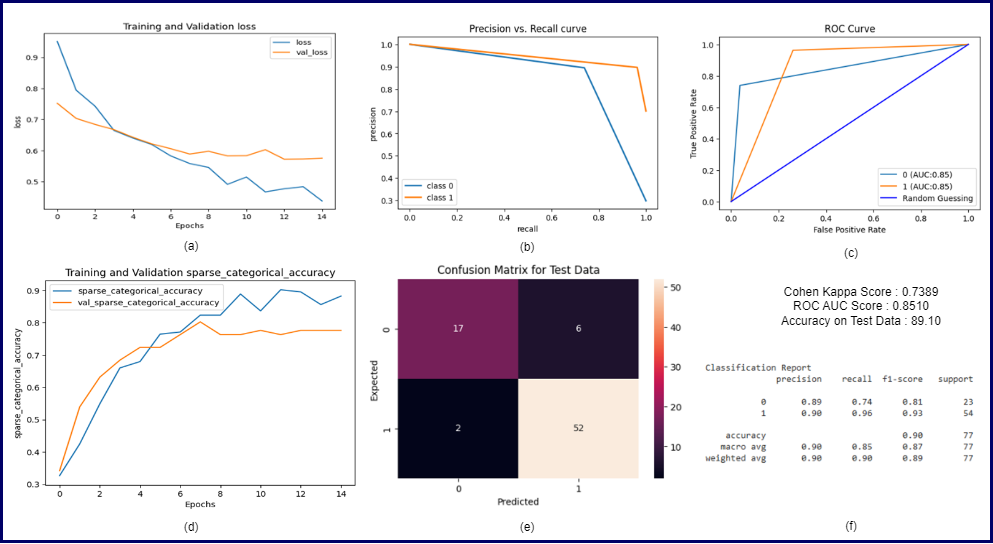 Training and Validation loss
loss
val_loss
0.9
0.8
0.7
0.6
0.5
loss
0 2 4 6 8 10 12 14
Epochs
(a)
Precision vs. Recall curve
1.0
0.9
0.8
0.7
0.6
0.5
0.4
0.3
precision
class 0
class 1
0.0 0.2 0.4 0.6 0.8 1.0
recall
(b)
ROC Curve
1.0
0.8
0.6
0.4
0.2
0.0
True Positive Rate
0 (AUC:0.85)
1 (AUC:0.85)
Random Guessing
0.0 0.2 0.4 0.6 0.8 1.0
False Positive Rate
(c)
Training and Validation sparse_categorical_accuracy
sparse_categorical_accuracy
val_sparse_categorical_accuracy
0.9
0.8
0.7
0.6
0.5
0.4
0.3
sparse_categorical_accuracy
0 2 4 6 8 10 12 14
Epochs
(d)
Confusion Matrix for Test Data
0
1
Expected
17 6
2 52
0 1
Predicted
50
40
30
20
10
(e)
Cohen Kappa Score : 0.7389
ROC AUC Score : 0.8510
Accuracy on Test Data : 89.10
Classification Report
precision recall f1-score support
0 0.89 0.74 0.81 23
1 0.90 0.96 0.93 54
accuracy 0.90 77
macro avg 0.90 0.85 0.87 77
weighted avg 0.90 0.90 0.89 77
(f)